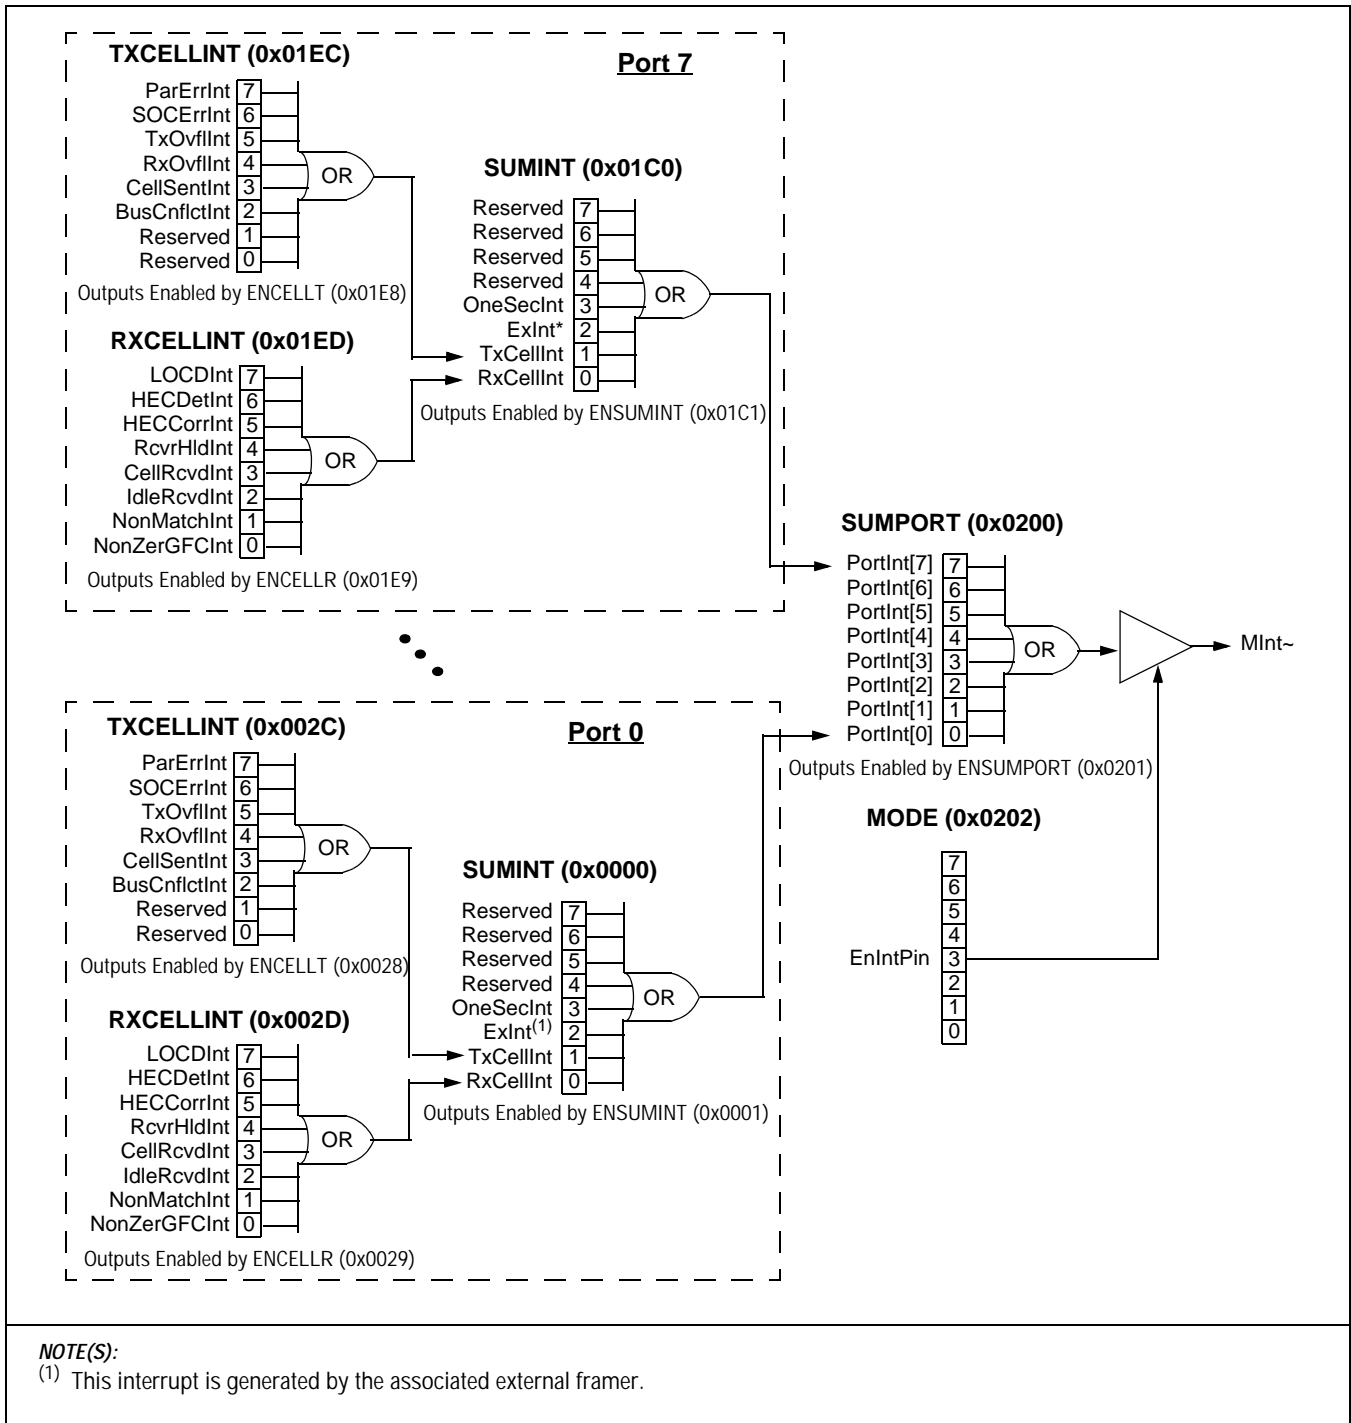 TXCELLINT (0x01EC)
Port 7
ParErrInt 7
SOCErrInt 6
TxOvflInt 5
RxOvflInt 4
CellSentInt 3
BusCnflctInt 2
Reserved 1
Reserved 0
OR
Outputs Enabled by ENCELLT (0x01E8)
RXCELLINT (0x01ED)
LOCDInt 7
HECDetInt 6
HECCorrInt 5
RcvrHldInt 4
CellRcvdInt 3
IdleRcvdInt 2
NonMatchInt 1
NonZerGFCInt 0
OR
Outputs Enabled by ENCELLR (0x01E9)
SUMINT (0x01C0)
Reserved 7
Reserved 6
Reserved 5
Reserved 4
OneSecInt 3
ExInt* 2
TxCellInt 1
RxCellInt 0
OR
Outputs Enabled by ENSUMINT (0x01C1)
TXCELLINT (0x002C)
Port 0
ParErrInt 7
SOCErrInt 6
TxOvflInt 5
RxOvflInt 4
CellSentInt 3
BusCnflctInt 2
Reserved 1
Reserved 0
OR
Outputs Enabled by ENCELLT (0x0028)
RXCELLINT (0x002D)
LOCDInt 7
HECDetInt 6
HECCorrInt 5
RcvrHldInt 4
CellRcvdInt 3
IdleRcvdInt 2
NonMatchInt 1
NonZerGFCInt 0
OR
Outputs Enabled by ENCELLR (0x0029)
SUMINT (0x0000)
Reserved 7
Reserved 6
Reserved 5
Reserved 4
OneSecInt 3
ExInt(1) 2
TxCellInt 1
RxCellInt 0
OR
Outputs Enabled by ENSUMINT (0x0001)
SUMPORT (0x0200)
PortInt[7] 7
PortInt[6] 6
PortInt[5] 5
PortInt[4] 4
PortInt[3] 3
PortInt[2] 2
PortInt[1] 1
PortInt[0] 0
OR
MInt~
Outputs Enabled by ENSUMPORT (0x0201)
MODE (0x0202)
7
6
5
4
EnIntPin 3
2
1
0
NOTE(S):
(1) This interrupt is generated by the associated external framer.